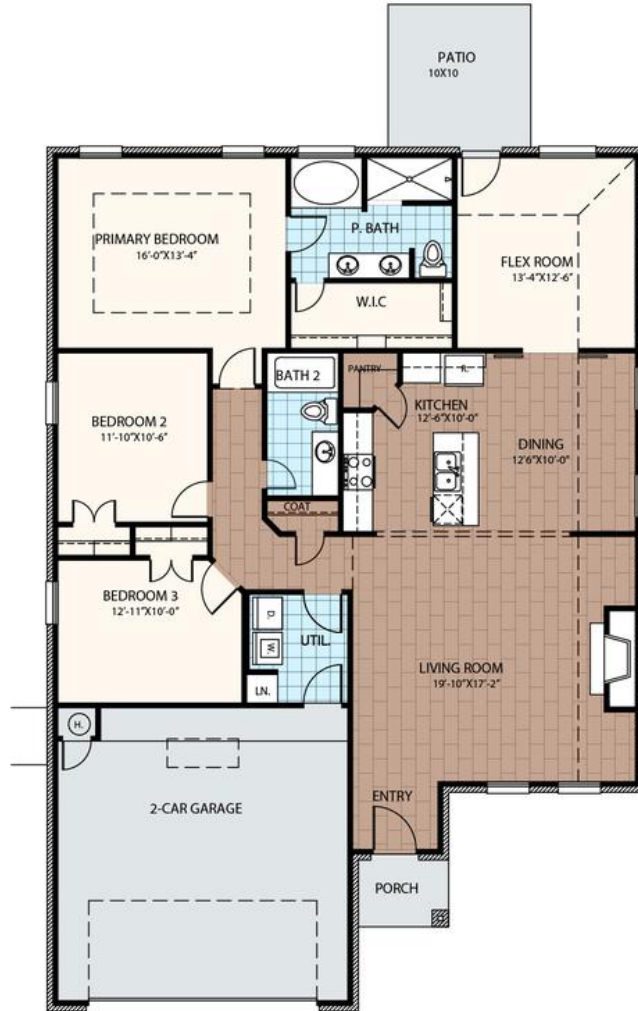 PATIO
10X10
PRIMARY BEDROOM
16'-0"X13'-4"
P. BATH
FLEX ROOM
13'-4"X12'-6"
W.I.C
BATH 2
PANTRY
R.
KITCHEN
12'-6"X10'-0"
BEDROOM 2
11'-10"X10'-6"
DINING
12'6"X10'-0"
COAT
BEDROOM 3
12'-11"X10'-0"
D.
W.
UTIL.
LN.
LIVING ROOM
19'-10"X17'-2"
H.
2-CAR GARAGE
ENTRY
PORCH